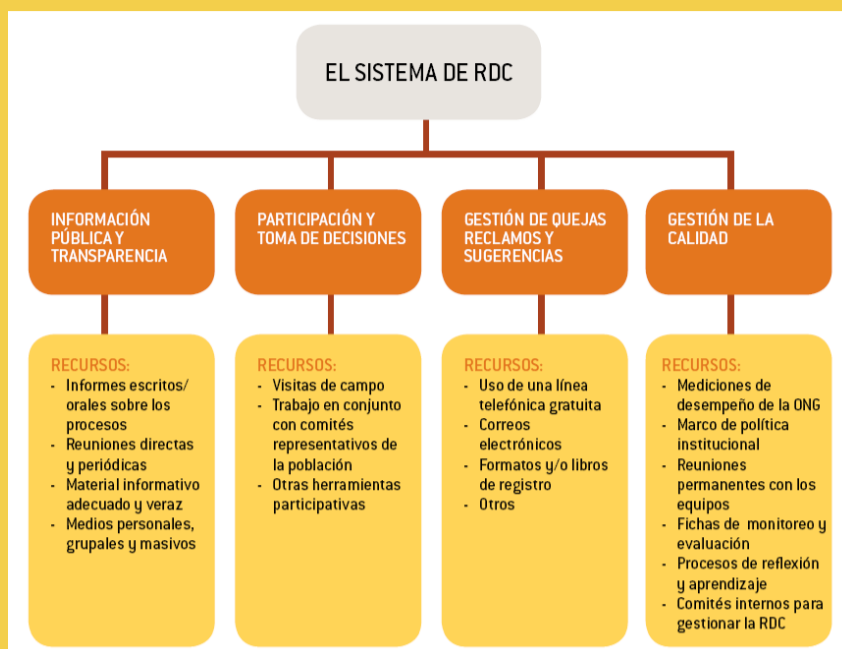 EL SISTEMA DE RDC
INFORMACIÓN
PÚBLICA Y
TRANSPARENCIA
PARTICIPACIÓN Y
TOMA DE DECISIONES
GESTIÓN DE QUEJAS
RECLAMOS Y
SUGERENCIAS
GESTIÓN DE LA
CALIDAD
RECURSOS:
- Informes escritos/
orales sobre los
procesos
- Reuniones directas
y periódicas
- Material informativo
adecuado y veraz
- Medios personales,
grupales y masivos
RECURSOS:
- Visitas de campo
- Trabajo en conjunto
con comités
representativos de
la población
- Otras herramientas
participativas
RECURSOS:
- Uso de una línea
telefónica gratuita
- Correos
electrónicos
- Formatos y/o libros
de registro
- Otros
RECURSOS:
- Mediciones de
desempeño de la ONG
- Marco de política
institucional
- Reuniones
permanentes con los
equipos
- Fichas de monitoreo y
evaluación
- Procesos de reflexión
y aprendizaje
- Comités internos para
gestionar la RDC